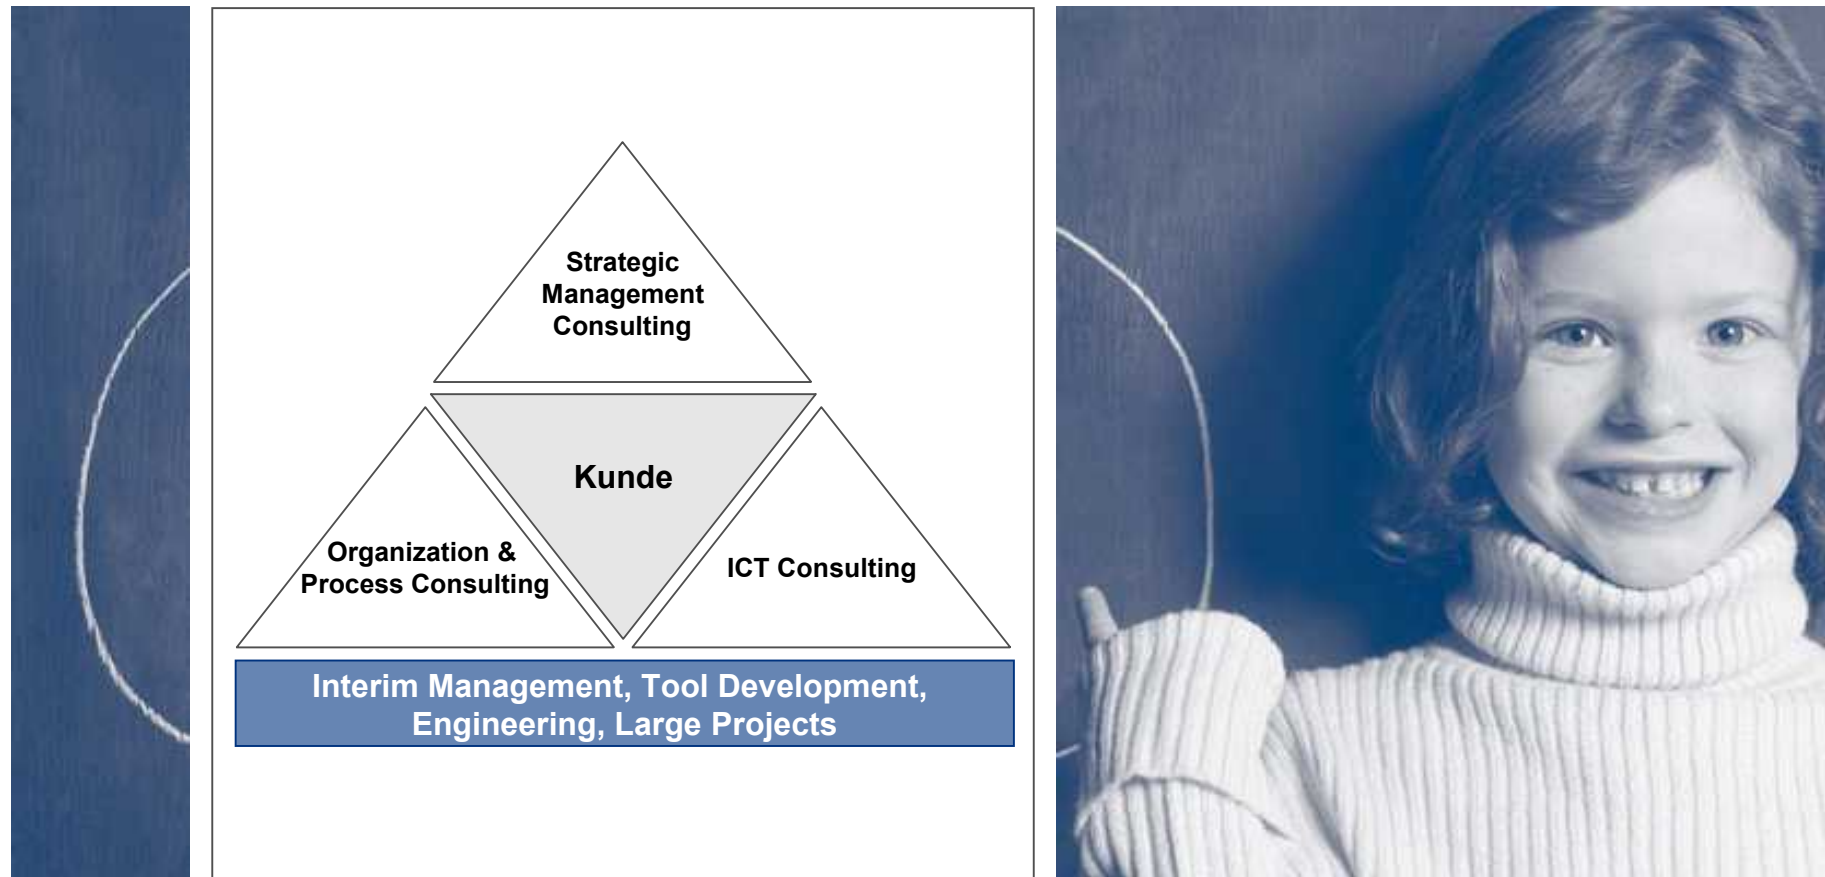 Strategic
Management
Consulting
Kunde
Organization &
Process Consulting
ICT Consulting
Interim Management, Tool Development,
Engineering, Large Projects